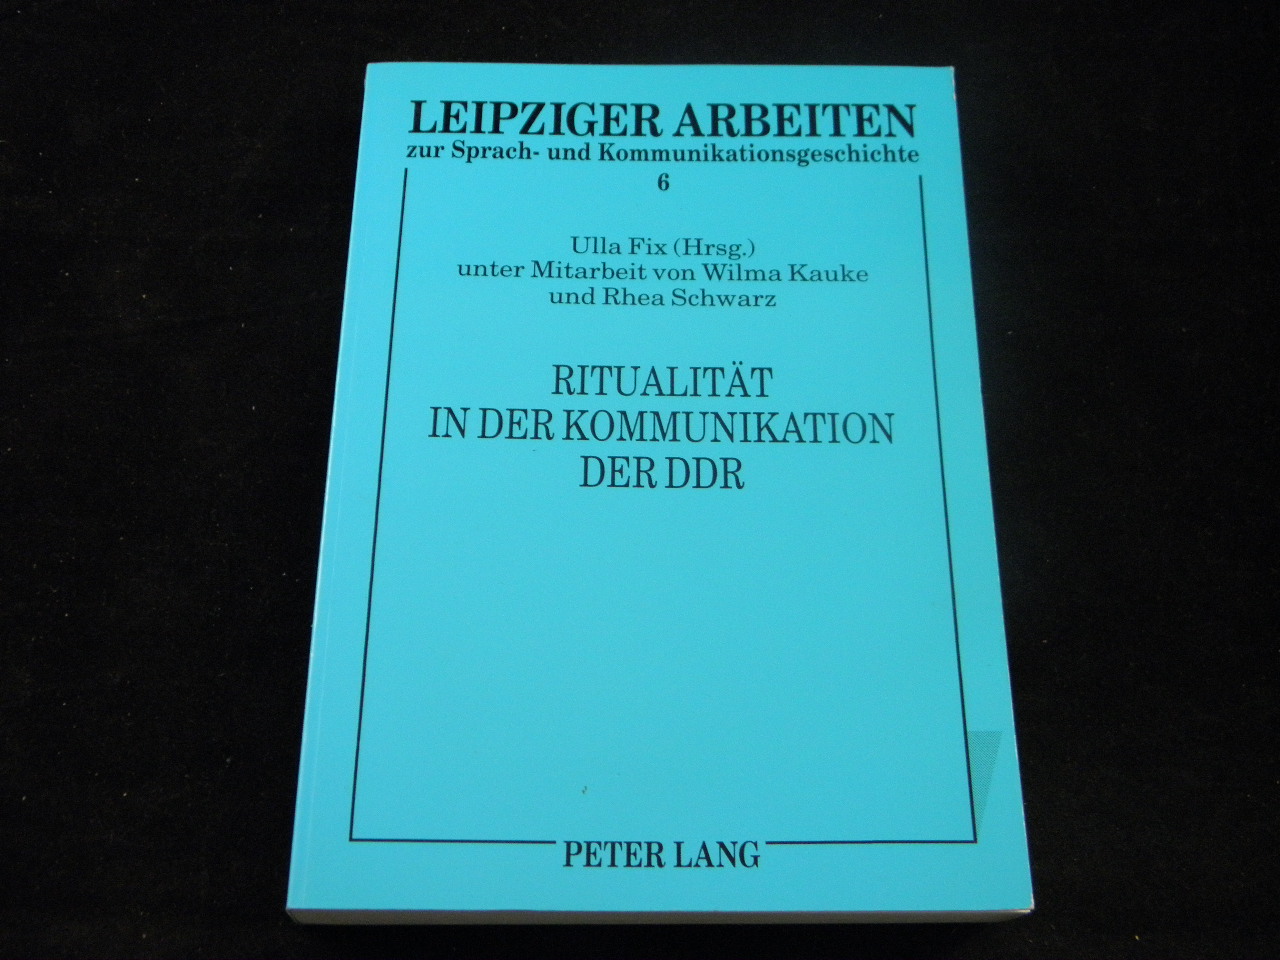 LEIPZIGER ARBEITEN
zur Sprach- und Kommunikationsgeschichte
6
Ulla Fix (Hrsg.)
unter Mitarbeit von Wilma Kauke
und Rhea Schwarz
RITUALITÄT
IN DER KOMMUNIKATION
DER DDR
PETER LANG